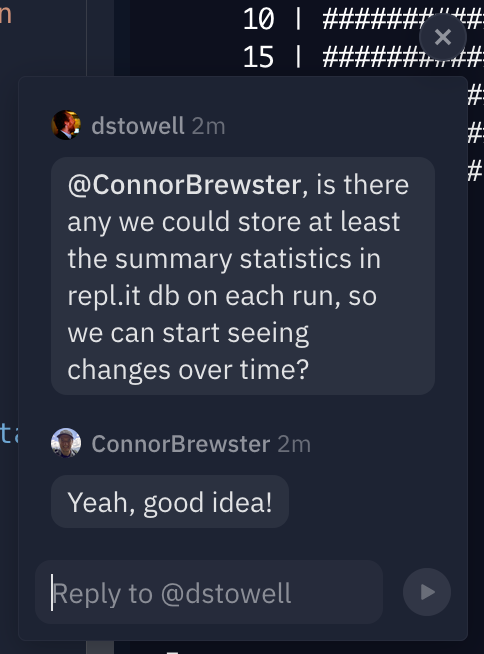 n
10 | #########
15 | #########
dstowell 2m
@ConnorBrewster, is there
any we could store at least
the summary statistics in
repl.it db on each run, so
we can start seeing
changes over time?
ta
ConnorBrewster 2m
Yeah, good idea!
Reply to @dstowell